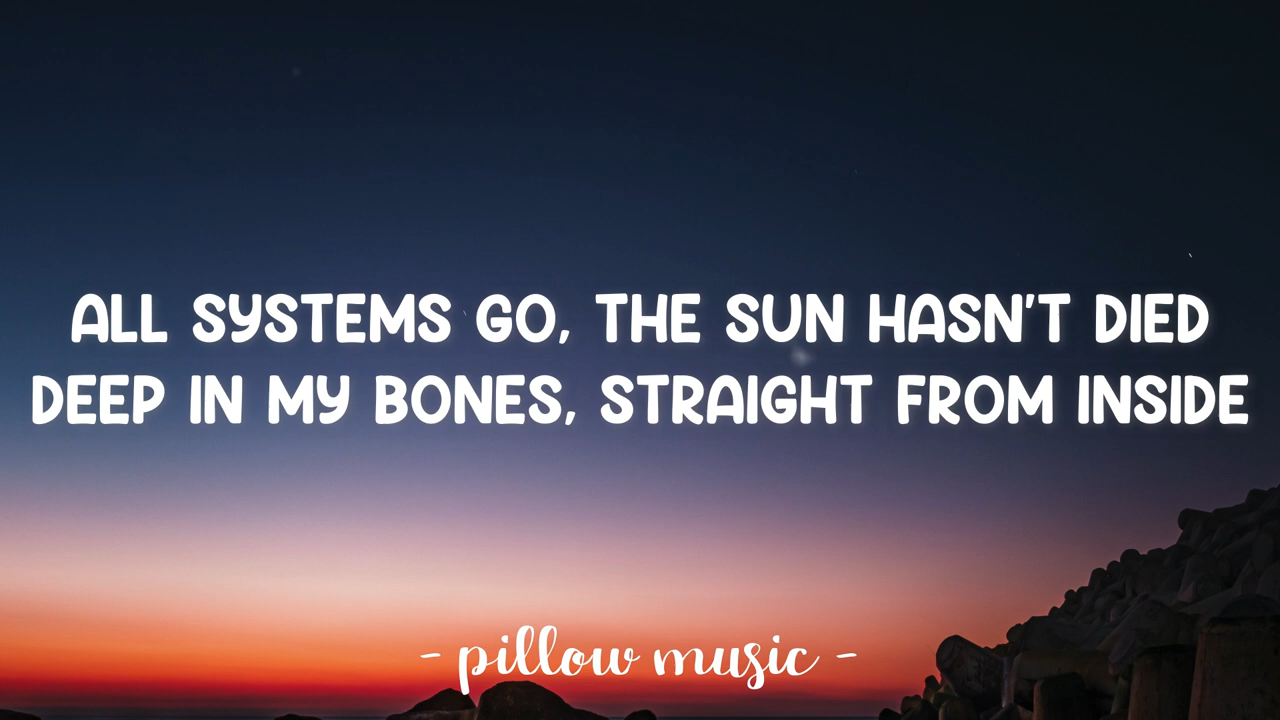 ALL SYSTEMS GO, THE SUN HASN'T DIED
DEEP IN MY BONES, STRAIGHT FROM INSIDE
- pillow music -